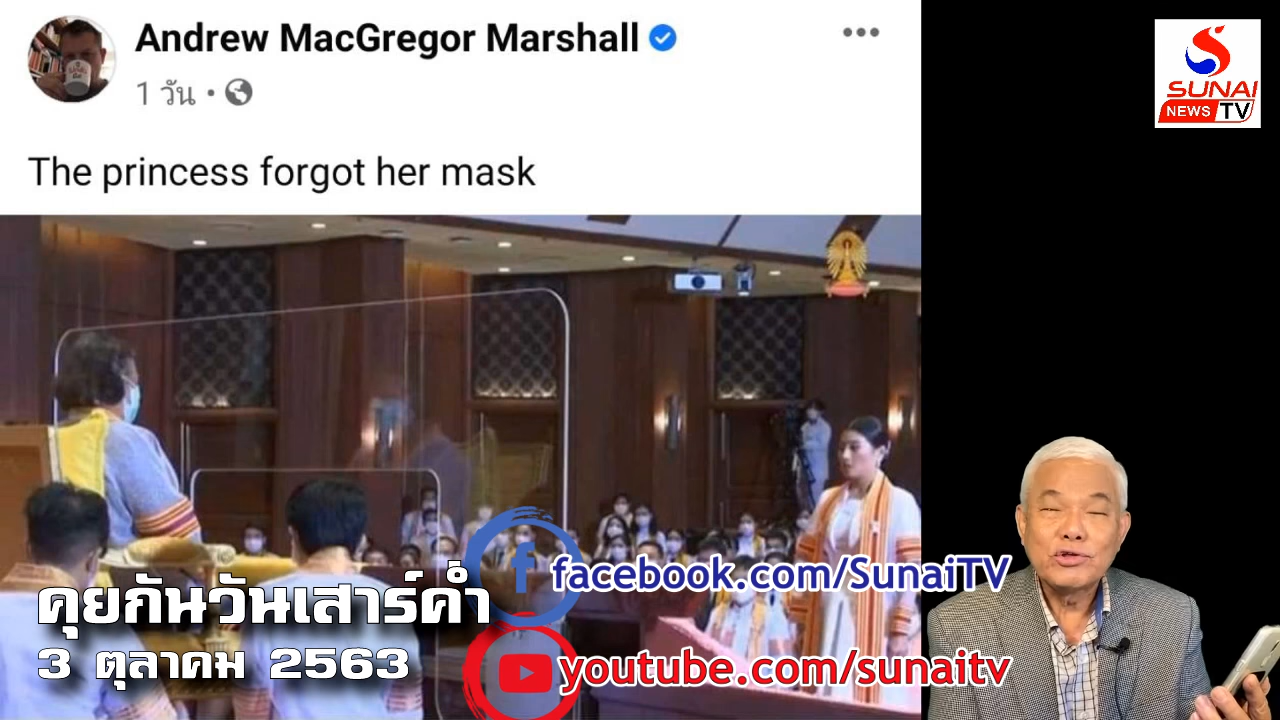 Andrew MacGregor Marshall
1 วัน
The princess forgot her mask
SUNAI
NEWS TV
facebook.com/SunaiTV
คุยกันวันเสาร์ค่ำ
3 ตุลาคม 2563
youtube.com/sunaitv